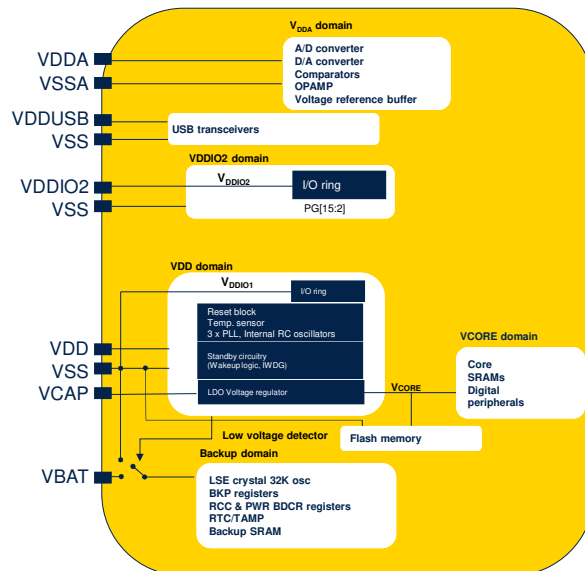 VDDA domain
VDDA
VSSA
A/D converter
D/A converter
Comparators
OPAMP
Voltage reference buffer
VDDUSB
VSS
USB transceivers
VDDIO2 domain
VDDIO2
VSS
VDDIO2
I/O ring
PG[15:2]
VDD domain
VDDIO1
I/O ring
Reset block
Temp. sensor
3 x PLL, Internal RC oscillators
VDD
VSS
VCAP
Standby circuitry
(Wakeup logic, IWDG)
LDO Voltage regulator
VCORE
VCORE domain
Core
SRAMs
Digital
peripherals
Low voltage detector
Flash memory
Backup domain
VBAT
LSE crystal 32K osc
BKP registers
RCC & PWR BDCR registers
RTC/TAMP
Backup SRAM